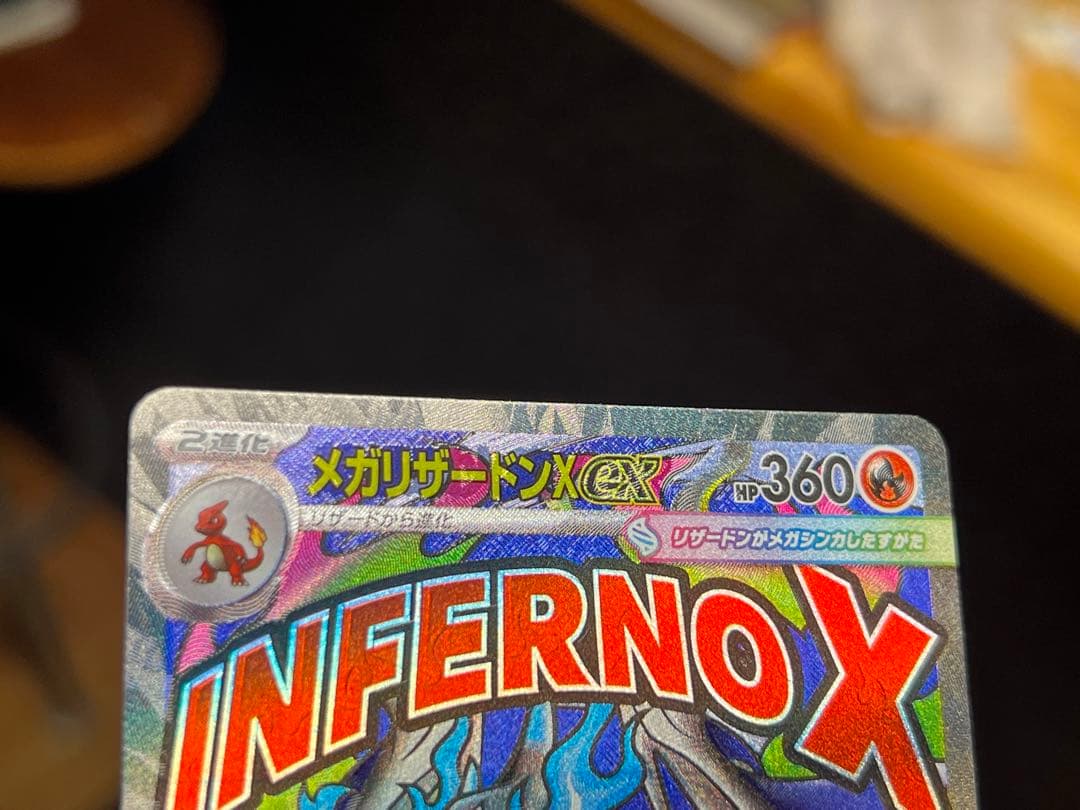 2進化
メガリザードンXex HP360
リザードから進化
リザードンがメガシンカしたすがた
INFERNO X